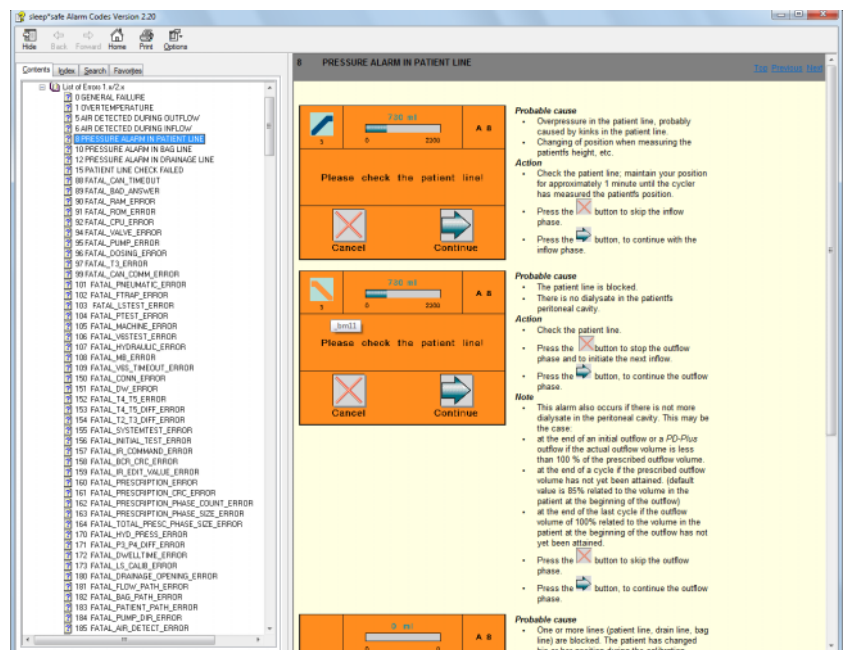 sleep*safe Alarm Codes Version 2.20
Hide Back Forward Home Print Options
Contents Index Search Favorites
List of Errors 1.x/2.x
0 GENERAL FAILURE
1 OVERTEMPERATURE
5 AIR DETECTED DURING OUTFLOW
6 AIR DETECTED DURING INFLOW
8 PRESSURE ALARM IN PATIENT LINE
10 PRESSURE ALARM IN BAG LINE
12 PRESSURE ALARM IN DRAINAGE LINE
15 PATIENT LINE CHECK FAILED
88 FATAL_CAN_TIMEOUT
89 FATAL_BAD_ANSWER
90 FATAL_RAM_ERROR
91 FATAL_ROM_ERROR
92 FATAL_CPU_ERROR
94 FATAL_VALVE_ERROR
95 FATAL_PUMP_ERROR
96 FATAL_DOSING_ERROR
97 FATAL_T3_ERROR
99 FATAL_CAN_COMM_ERROR
101 FATAL_PNEUMATIC_ERROR
102 FATAL_FTRAP_ERROR
103 FATAL_LSTEST_ERROR
104 FATAL_PTEST_ERROR
105 FATAL_MACHINE_ERROR
106 FATAL_V6STEST_ERROR
107 FATAL_HYDRAULIC_ERROR
108 FATAL_MB_ERROR
109 FATAL_V6S_TIMEOUT_ERROR
150 FATAL_CONN_ERROR
151 FATAL_DW_ERROR
152 FATAL_T4_T5_ERROR
153 FATAL_T4_T5_DIFF_ERROR
154 FATAL_T2_T3_DIFF_ERROR
155 FATAL_SYSTEMTEST_ERROR
156 FATAL_INITIAL_TEST_ERROR
157 FATAL_IR_COMMAND_ERROR
158 FATAL_BCR_CRC_ERROR
159 FATAL_IR_EDIT_VALUE_ERROR
160 FATAL_PRESCRIPTION_ERROR
161 FATAL_PRESCRIPTION_CRC_ERROR
162 FATAL_PRESCRIPTION_PHASE_COUNT_ERROR
163 FATAL_PRESCRIPTION_PHASE_SIZE_ERROR
164 FATAL_TOTAL_PRESC_PHASE_SIZE_ERROR
170 FATAL_HYD_PRESS_ERROR
171 FATAL_P3_P4_DIFF_ERROR
172 FATAL_DWELLTIME_ERROR
173 FATAL_LS_CALIB_ERROR
180 FATAL_DRAINAGE_OPENING_ERROR
181 FATAL_FLOW_PATH_ERROR
182 FATAL_BAG_PATH_ERROR
183 FATAL_PATIENT_PATH_ERROR
184 FATAL_PUMP_DIR_ERROR
185 FATAL_AIR_DETECT_ERROR
8 PRESSURE ALARM IN PATIENT LINE
Top Previous Next
730 ml
3 0 2200 A 8
Please check the patient line!
Cancel Continue
Probable cause
• Overpressure in the patient line, probably
caused by kinks in the patient line.
• Changing of position when measuring the
patientfs height, etc.
Action
• Check the patient line; maintain your position
for approximately 1 minute until the cycler
has measured the patientfs position.
• Press the button to skip the inflow
phase.
• Press the button, to continue with the
inflow phase.
730 ml
3 0 2200 A 8
_bm11
Please check the patient line!
Cancel Continue
Probable cause
• The patient line is blocked.
• There is no dialysate in the patientfs
peritoneal cavity.
Action
• Check the patient line.
• Press the button to stop the outflow
phase and to initiate the next inflow.
• Press the button, to continue the outflow
phase.
Note
• This alarm also occurs if there is not more
dialysate in the peritoneal cavity. This may be
the case:
• at the end of an initial outflow or a PD-Plus
outflow if the actual outflow volume is less
than 100 % of the prescribed outflow volume.
• at the end of a cycle if the prescribed outflow
volume has not yet been attained. (default
value is 85% related to the volume in the
patient at the beginning of the outflow)
• at the end of the last cycle if the outflow
volume of 100% related to the volume in the
patient at the beginning of the outflow has not
yet been attained.
• Press the button to skip the outflow
phase.
• Press the button, to continue the outflow
phase.
0 ml
A 8
Probable cause
• One or more lines (patient line, drain line, bag
line) are blocked. The patient has changed
his or her position during the calibration